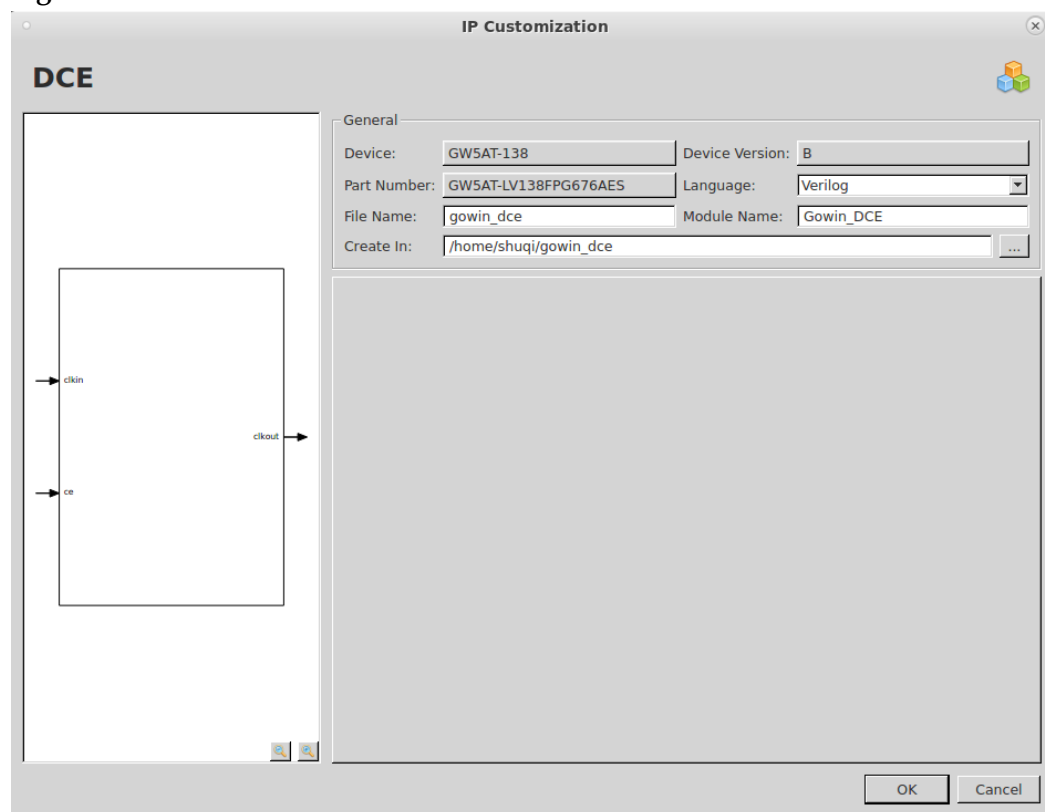 IP Customization
DCE
General
Device: GW5AT-138 Device Version: B
Part Number: GW5AT-LV138FPG676AES Language: Verilog
File Name: gowin_dce Module Name: Gowin_DCE
Create In: /home/shuqi/gowin_dce ...
clkin
clkout
ce
OK Cancel